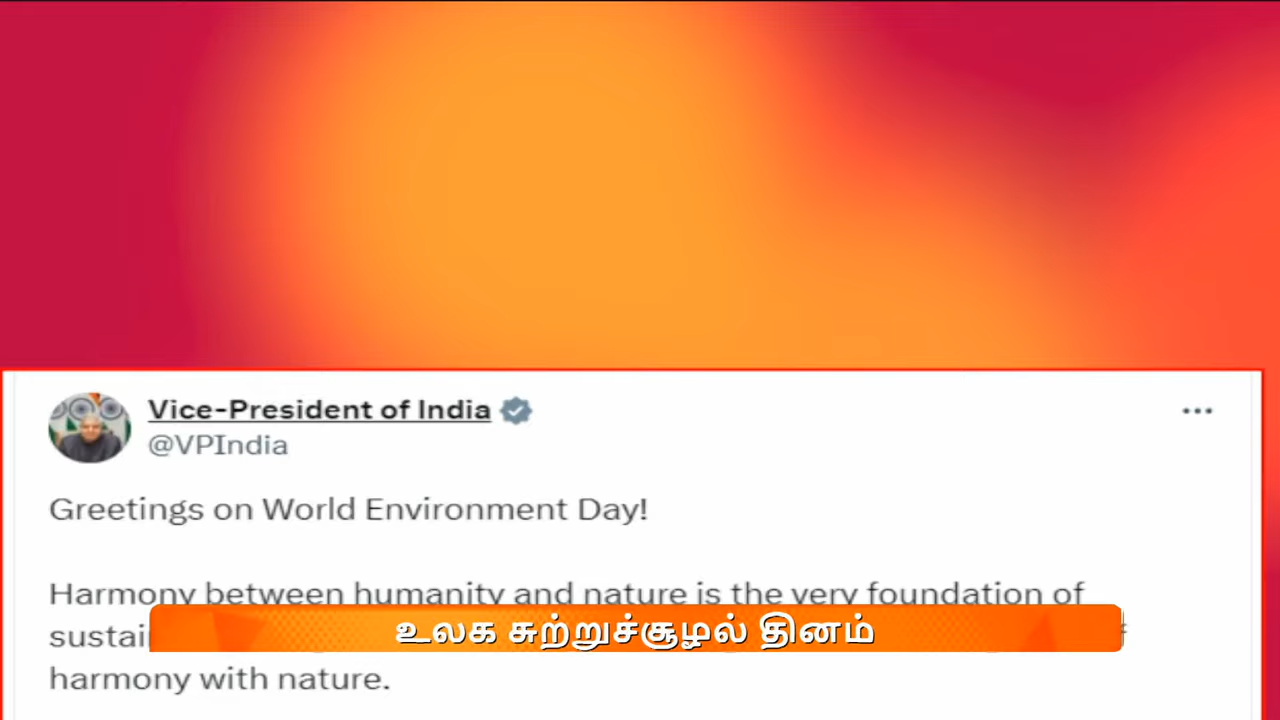 Vice-President of India
@VPIndia
Greetings on World Environment Day!
Harmony between humanity and nature is the very foundation of
உலக சுற்றுச்சூழல் தினம்
harmony with nature.